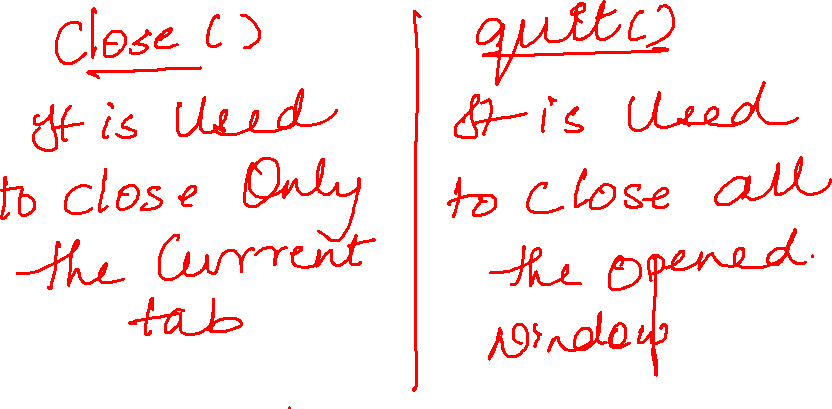 Close ()
It is Used
to close Only
the Current
tab
quit()
It is Used
to close all
the opened.
Window